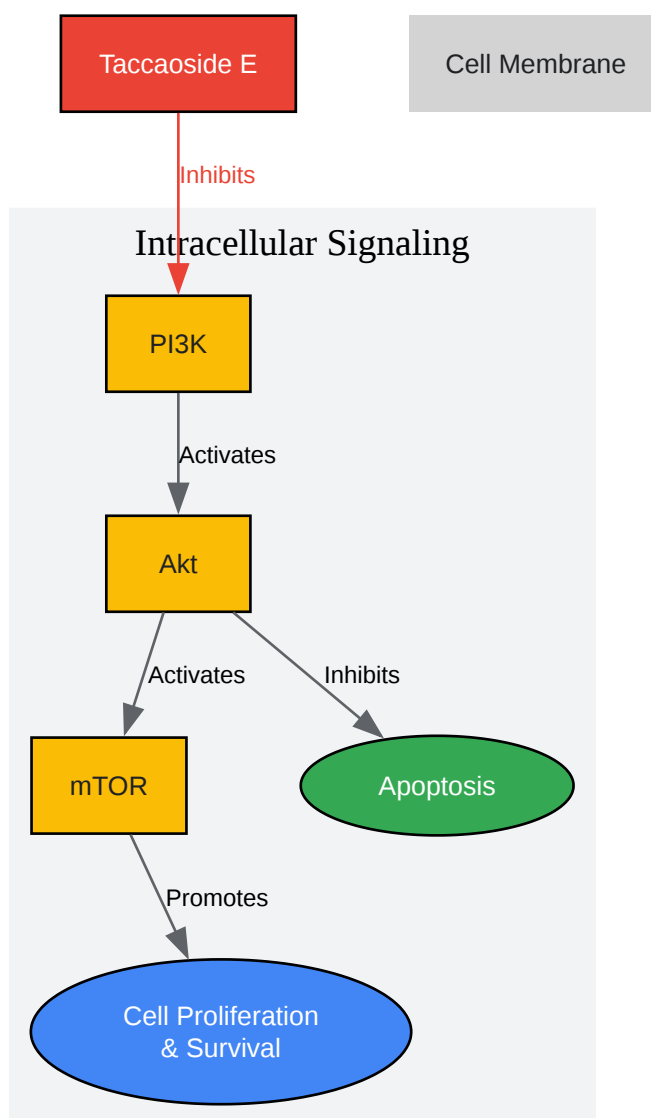 Taccaoside E
Cell Membrane
Inhibits
Intracellular Signaling
PI3K
Activates
Akt
Activates
Inhibits
mTOR
Apoptosis
Promotes
Cell Proliferation
& Survival